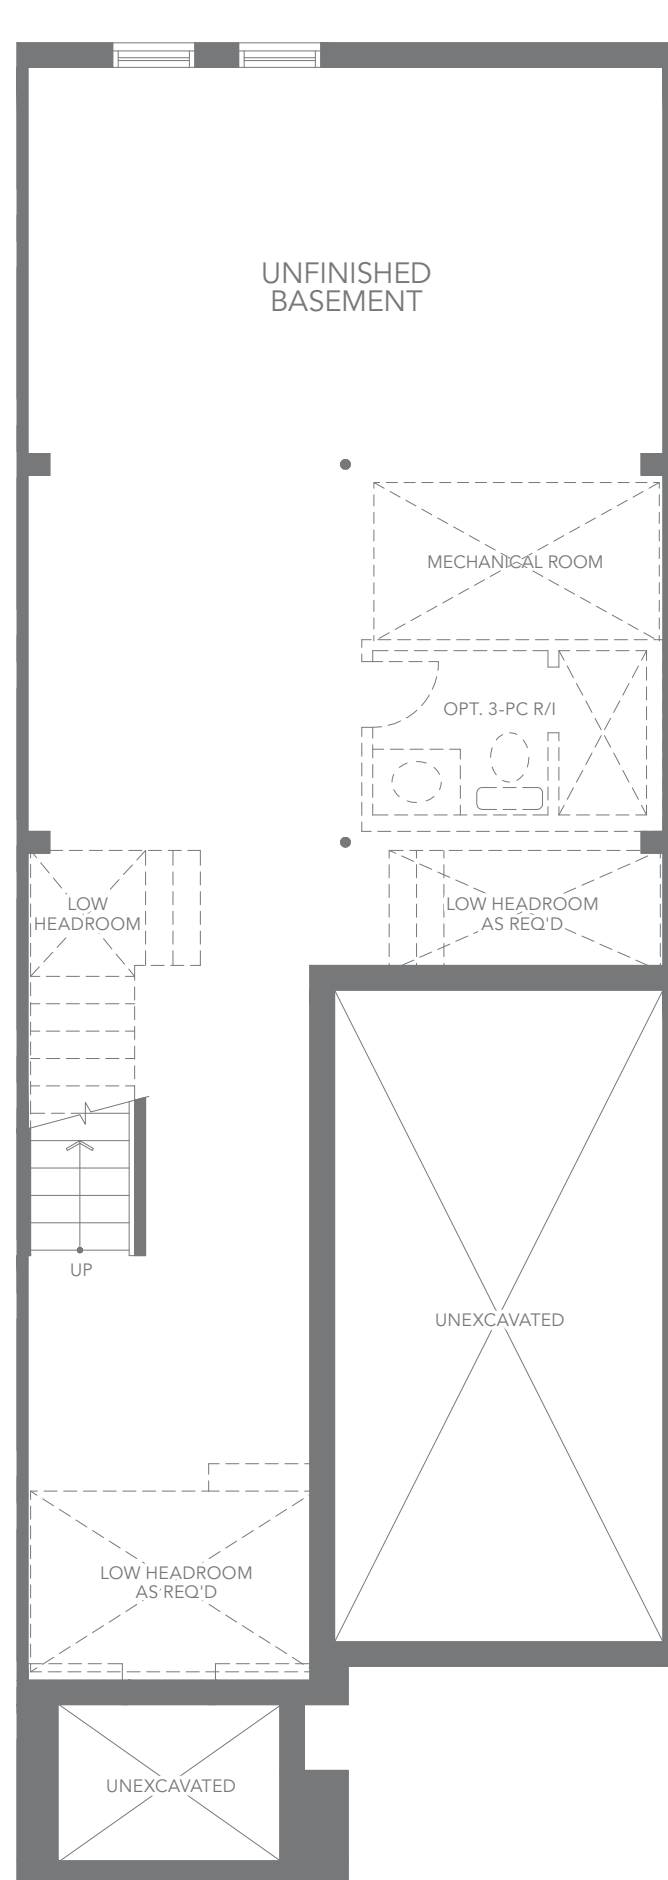 UNFINISHED
BASEMENT
MECHANICAL ROOM
OPT. 3-PC R/I
LOW
HEADROOM
LOW HEADROOM
AS REQ'D
UP
UNEXCAVATED
LOW HEADROOM
AS REQ'D
UNEXCAVATED